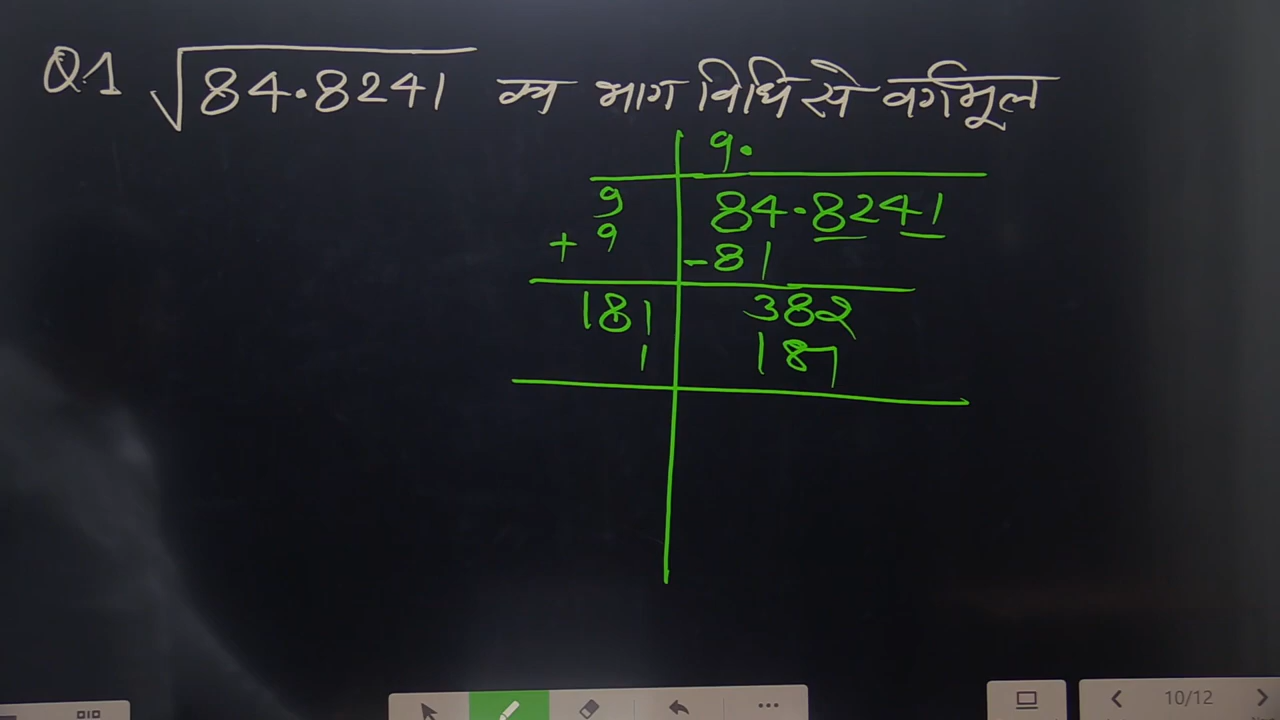 Q1 √84.8241 का भाग विधि से वर्गमूल
9.
9 84.8241
+ 9 -81
181 382
1 181
10/12